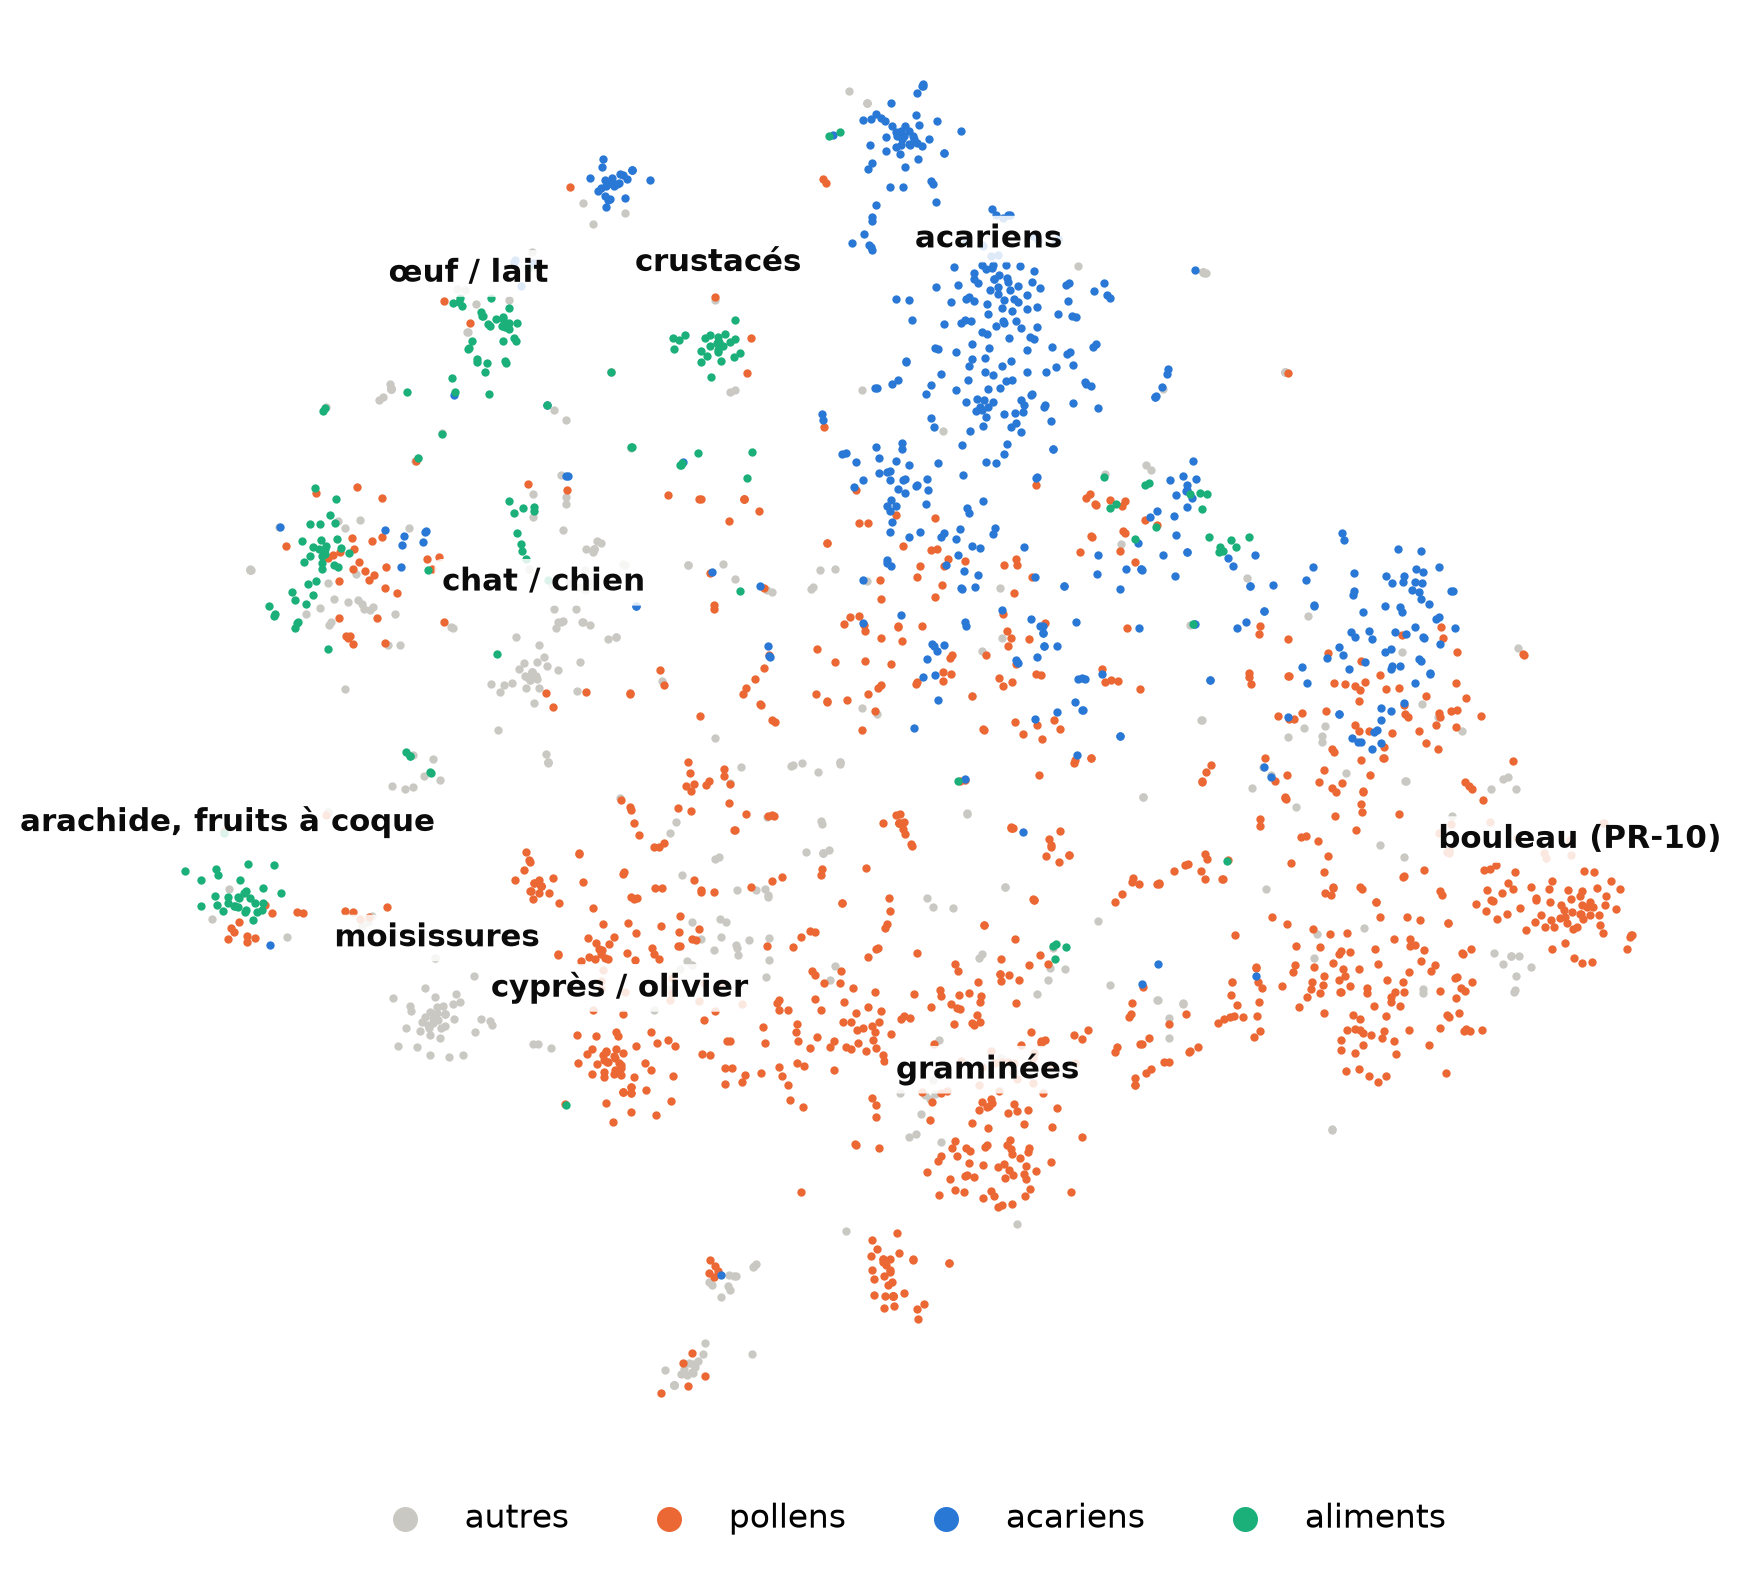 acariens
crustacés
œuf / lait
chat / chien
arachide, fruits à coque
bouleau (PR-10)
moisissures
cyprès / olivier
graminées
autres
pollens
acariens
aliments